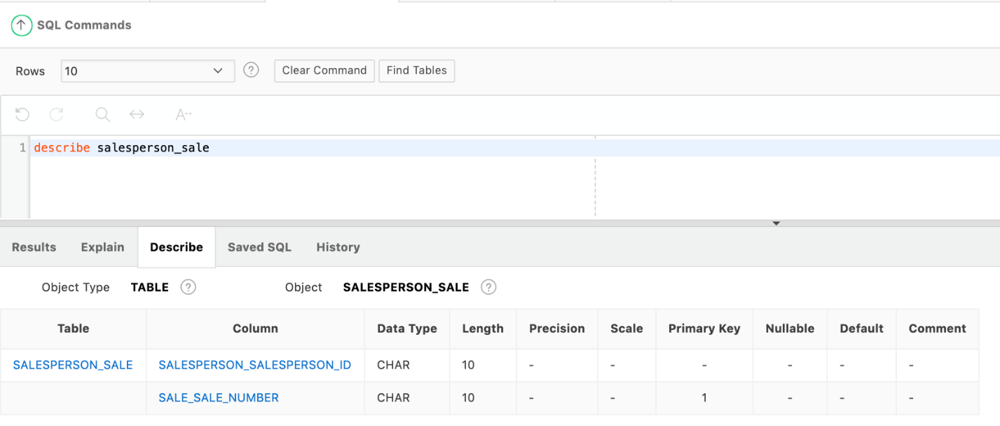 SQL Commands
Rows 10 ? Clear Command Find Tables
A··
1 describe salesperson_sale
Results Explain Describe Saved SQL History
Object Type TABLE ? Object SALESPERSON_SALE ?
Table Column Data Type Length Precision Scale Primary Key Nullable Default Comment
SALESPERSON_SALE SALESPERSON_SALESPERSON_ID CHAR 10 - - - - - -
SALE_SALE_NUMBER CHAR 10 - - 1 - - -